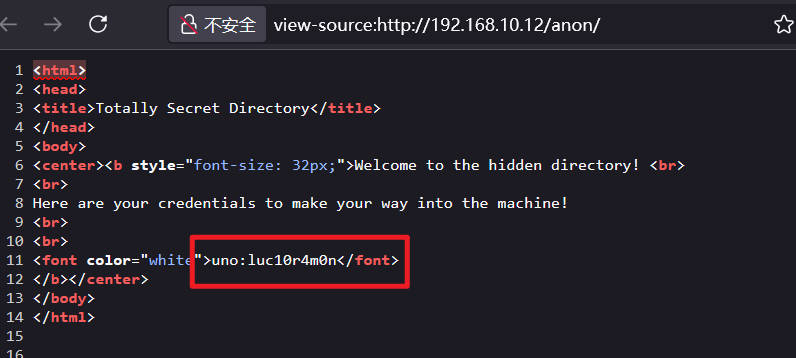 不安全 view-source:http://192.168.10.12/anon/
1 <html>
2 <head>
3 <title>Totally Secret Directory</title>
4 </head>
5 <body>
6 <center><b style="font-size: 32px;">Welcome to the hidden directory! <br>
7 <br>
8 Here are your credentials to make your way into the machine!
9 <br>
10 <br>
11 <font color="white">uno:luc10r4m0n</font>
12 </b></center>
13 </body>
14 </html>
15
16